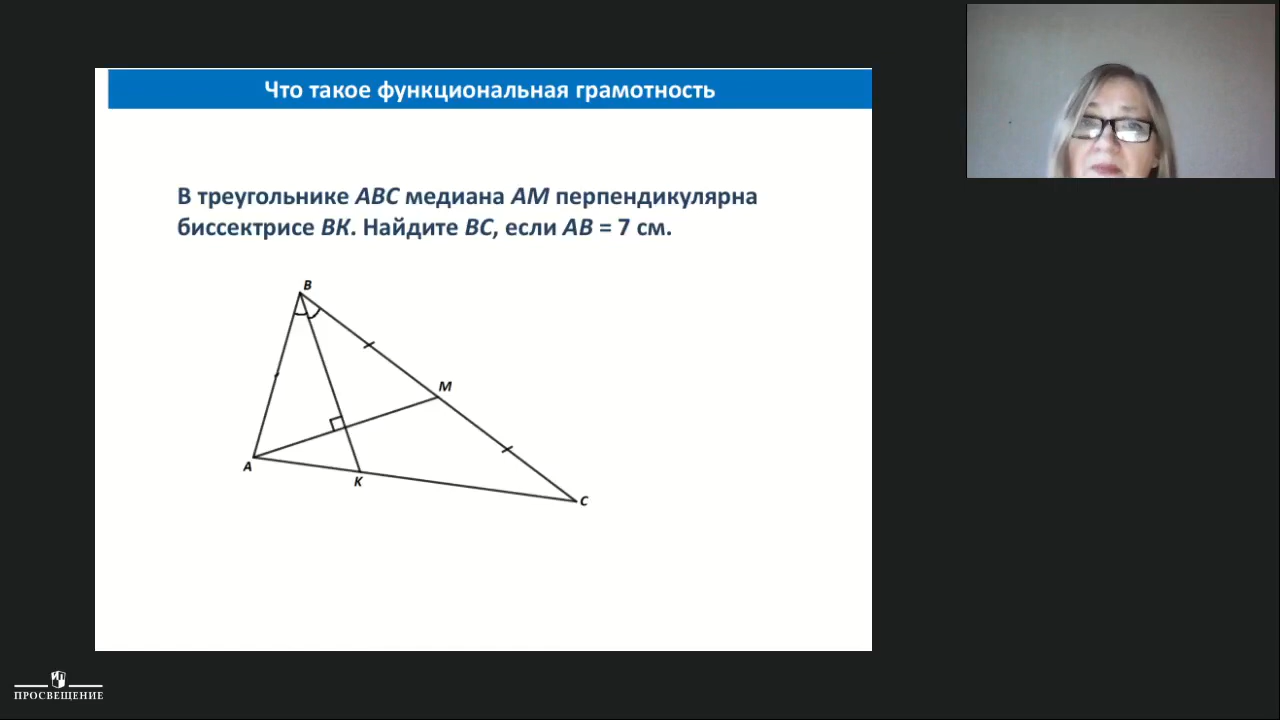 Что такое функциональная грамотность
В треугольнике ABC медиана AM перпендикулярна
биссектрисе BK. Найдите BC, если AB = 7 см.
B
M
A
K
C
ПРОСВЕЩЕНИЕ